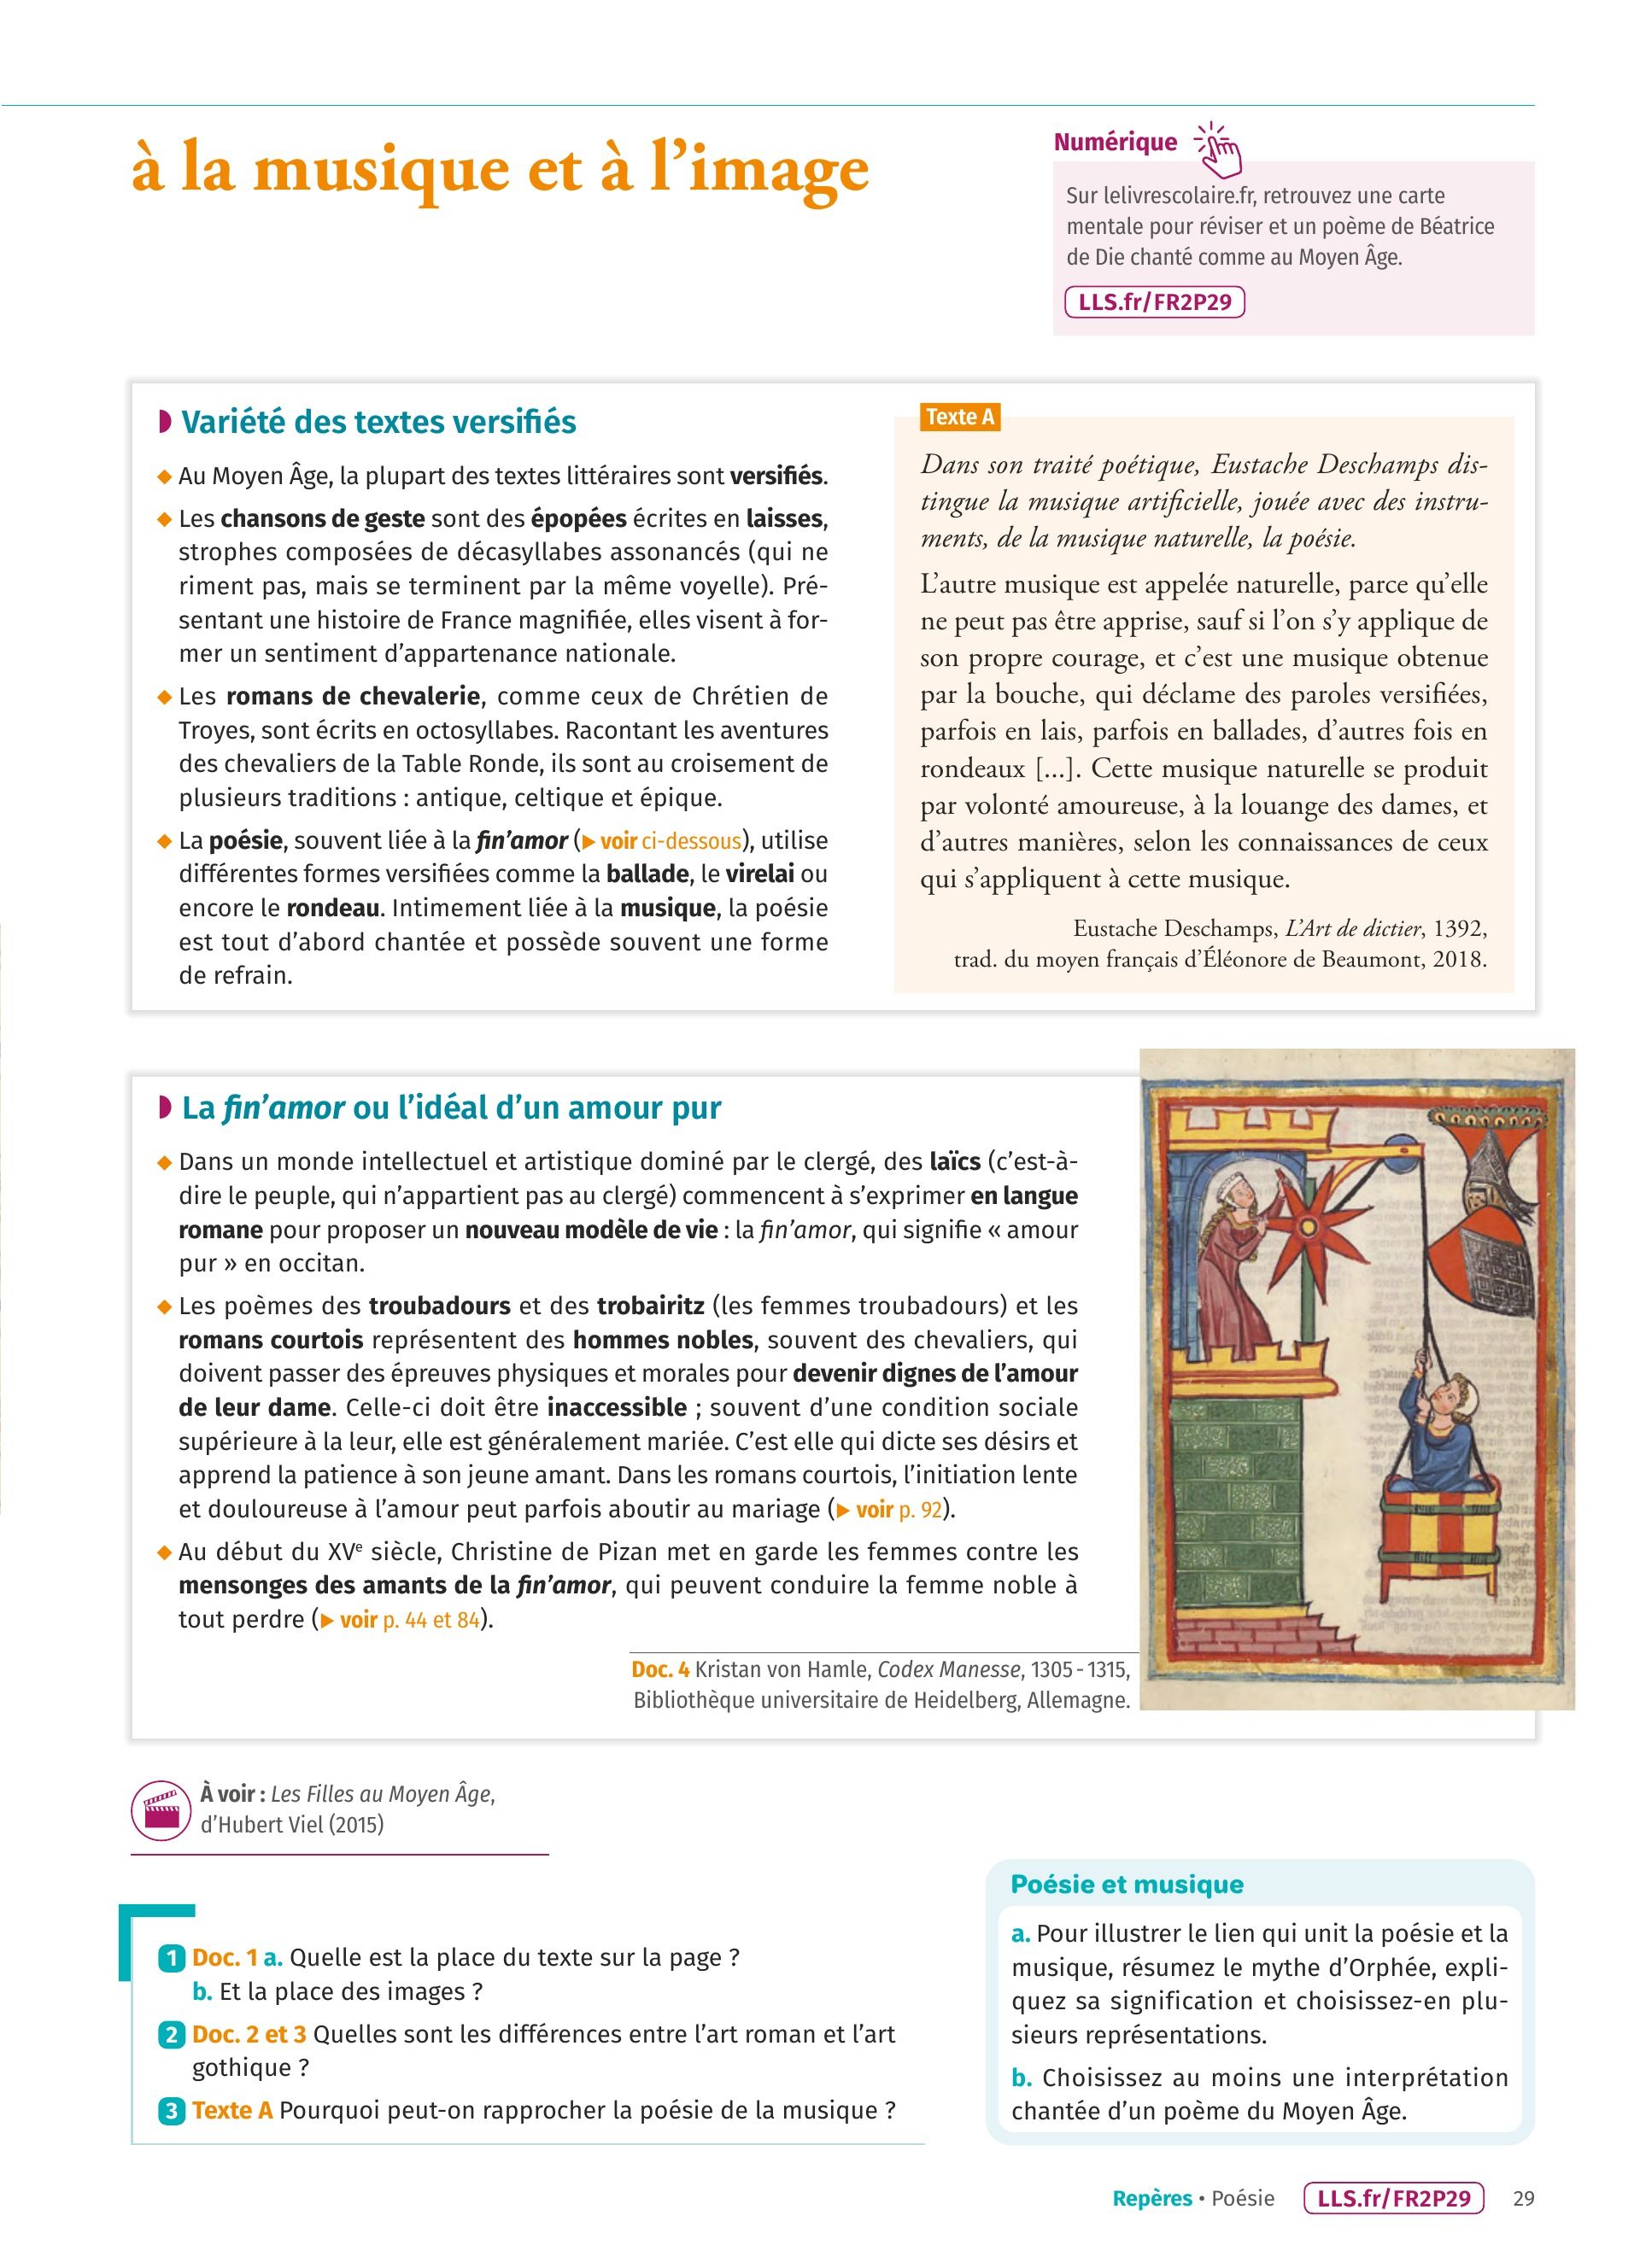 à la musique et à l'image
Numérique
Sur lelivrescolaire.fr, retrouvez une carte
mentale pour réviser et un poème de Béatrice
de Die chanté comme au Moyen Âge.
LLS.fr/FR2P29
Variété des textes versifiés
Au Moyen Âge, la plupart des textes littéraires sont versifiés.
Les chansons de geste sont des épopées écrites en laisses,
strophes composées de décasyllabes assonancés (qui ne
riment pas, mais se terminent par la même voyelle). Pré-
sentant une histoire de France magnifiée, elles visent à for-
mer un sentiment d'appartenance nationale.
Les romans de chevalerie, comme ceux de Chrétien de
Troyes, sont écrits en octosyllabes. Racontant les aventures
des chevaliers de la Table Ronde, ils sont au croisement de
plusieurs traditions : antique, celtique et épique.
La poésie, souvent liée à la fin'amor (▶ voir ci-dessous), utilise
différentes formes versifiées comme la ballade, le virelai ou
encore le rondeau. Intimement liée à la musique, la poésie
est tout d'abord chantée et possède souvent une forme
de refrain.
Texte A
Dans son traité poétique, Eustache Deschamps dis-
tingue la musique artificielle, jouée avec des instru-
ments, de la musique naturelle, la poésie.
L'autre musique est appelée naturelle, parce qu'elle
ne peut pas être apprise, sauf si l'on s'y applique de
son propre courage, et c'est une musique obtenue
par la bouche, qui déclame des paroles versifiées,
parfois en lais, parfois en ballades, d'autres fois en
rondeaux [...]. Cette musique naturelle se produit
par volonté amoureuse, à la louange des dames, et
d'autres manières, selon les connaissances de ceux
qui s'appliquent à cette musique.
Eustache Deschamps, L'Art de dictier, 1392,
trad. du moyen français d'Éléonore de Beaumont, 2018.
La fin'amor ou l'idéal d'un amour pur
Dans un monde intellectuel et artistique dominé par le clergé, des laïcs (c'est-à-
dire le peuple, qui n'appartient pas au clergé) commencent à s'exprimer en langue
romane pour proposer un nouveau modèle de vie : la fin'amor, qui signifie « amour
pur » en occitan.
Les poèmes des troubadours et des trobairitz (les femmes troubadours) et les
romans courtois représentent des hommes nobles, souvent des chevaliers, qui
doivent passer des épreuves physiques et morales pour devenir dignes de l'amour
de leur dame. Celle-ci doit être inaccessible ; souvent d'une condition sociale
supérieure à la leur, elle est généralement mariée. C'est elle qui dicte ses désirs et
apprend la patience à son jeune amant. Dans les romans courtois, l'initiation lente
et douloureuse à l'amour peut parfois aboutir au mariage (▶ voir p. 92).
Au début du XVe siècle, Christine de Pizan met en garde les femmes contre les
mensonges des amants de la fin'amor, qui peuvent conduire la femme noble à
tout perdre (▶ voir p. 44 et 84).
Doc. 4 Kristan von Hamle, Codex Manesse, 1305 - 1315,
Bibliothèque universitaire de Heidelberg, Allemagne.
À voir : Les Filles au Moyen Âge,
d'Hubert Viel (2015)
1 Doc. 1 a. Quelle est la place du texte sur la page ?
b. Et la place des images ?
2 Doc. 2 et 3 Quelles sont les différences entre l'art roman et l'art
gothique ?
3 Texte A Pourquoi peut-on rapprocher la poésie de la musique ?
Poésie et musique
a. Pour illustrer le lien qui unit la poésie et la
musique, résumez le mythe d'Orphée, expli-
quez sa signification et choisissez-en plu-
sieurs représentations.
b. Choisissez au moins une interprétation
chantée d'un poème du Moyen Âge.
Repères • Poésie LLS.fr/FR2P29 29